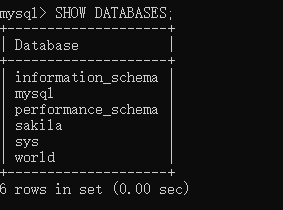 mysql> SHOW DATABASES;
+--------------------+
| Database           |
+--------------------+
| information_schema |
| mysql              |
| performance_schema |
| sakila             |
| sys                |
| world              |
+--------------------+
6 rows in set (0.00 sec)